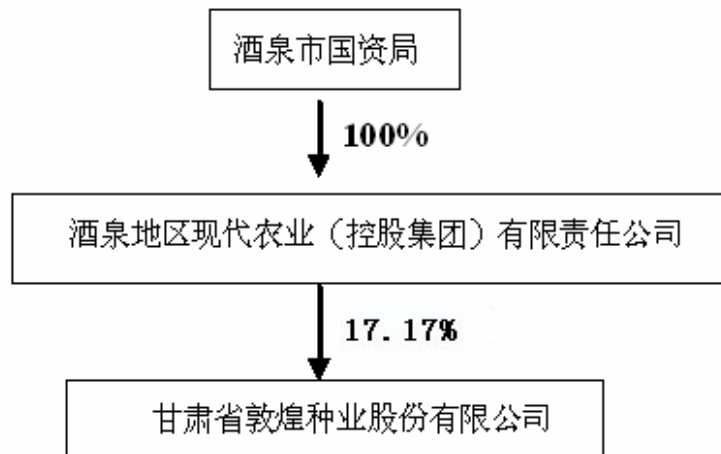 酒泉市国资局
100%
酒泉地区现代农业（控股集团）有限责任公司
17.17%
甘肃省敦煌种业股份有限公司